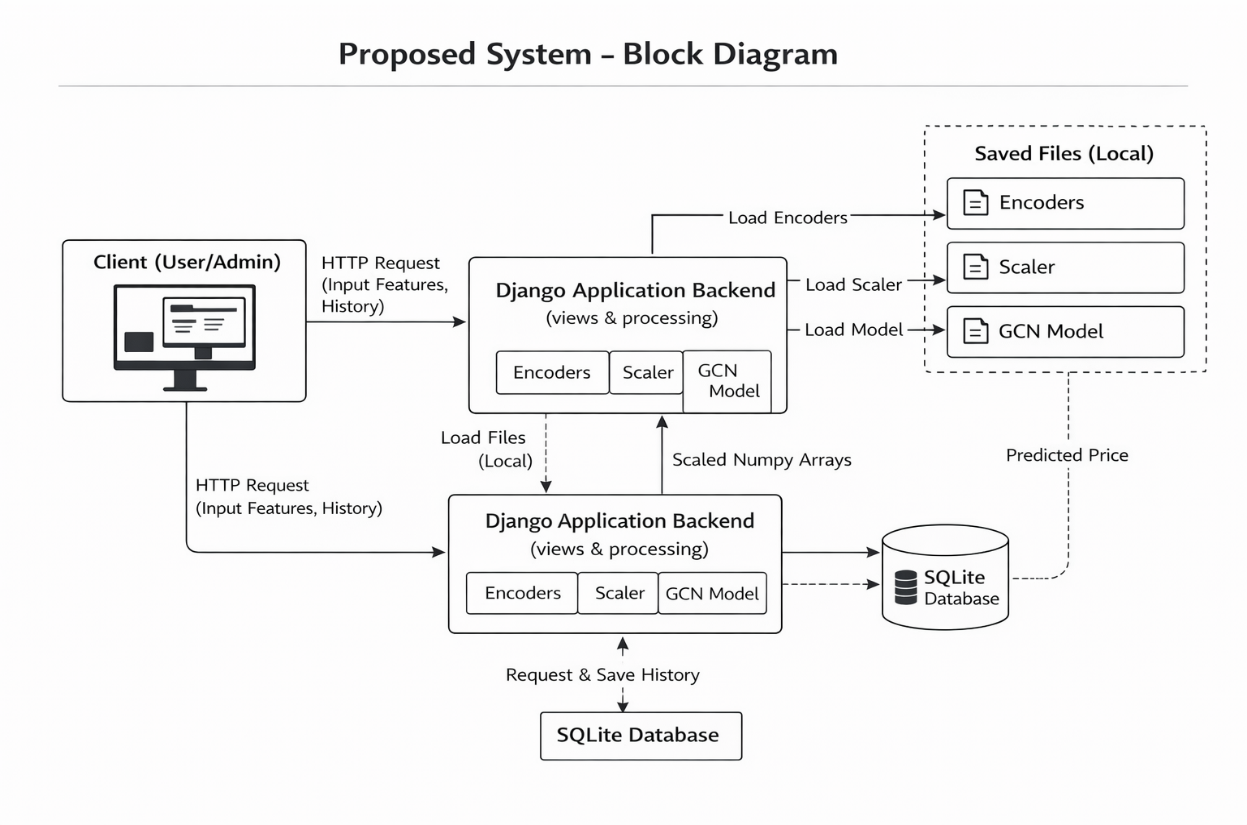 Proposed System – Block Diagram
Saved Files (Local)
Encoders
Scaler
GCN Model
Load Encoders
Load Scaler
Load Model
Client (User/Admin)
HTTP Request
(Input Features,
History)
Django Application Backend
(views & processing)
Encoders
Scaler
GCN
Model
Load Files
(Local)
Scaled Numpy Arrays
Predicted Price
HTTP Request
(Input Features, History)
Django Application Backend
(views & processing)
Encoders
Scaler
GCN Model
SQLite
Database
Request & Save History
SQLite Database